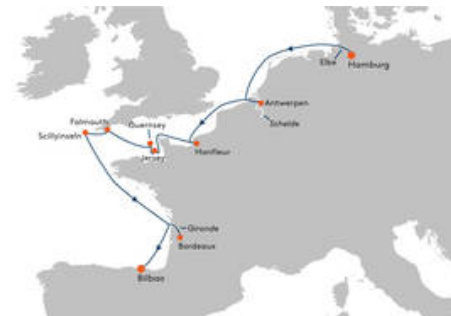 Elbe
Hamburg
Antwerpen
Schelde
Falmouth
Guernsey
Scillyinseln
Jersey
Honfleur
Gironde
Bordeaux
Bilbao